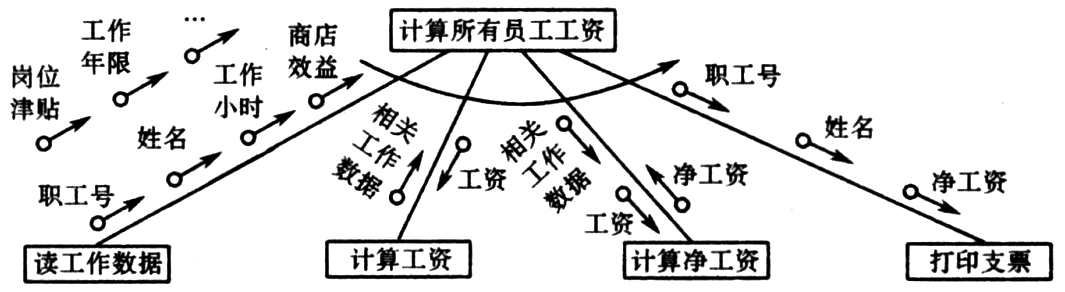 计算所有员工工资
…
工作
年限
岗位
津贴
商店
效益
工作
小时
姓名
职工号
相关
工作
数据
工资
相关
工作
数据
工资
净工资
职工号
姓名
净工资
读工作数据
计算工资
计算净工资
打印支票